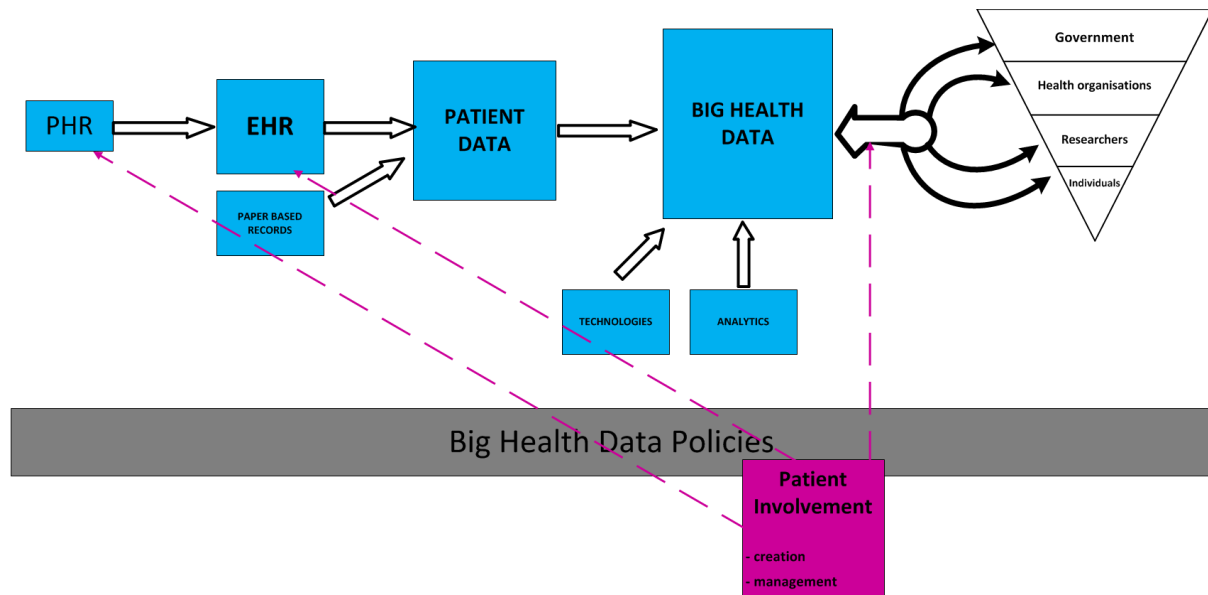 PHR
EHR
PAPER BASED
RECORDS
PATIENT
DATA
BIG HEALTH
DATA
TECHNOLOGIES
ANALYTICS
Government
Health organisations
Researchers
Individuals
Big Health Data Policies
Patient
Involvement
- creation
- management